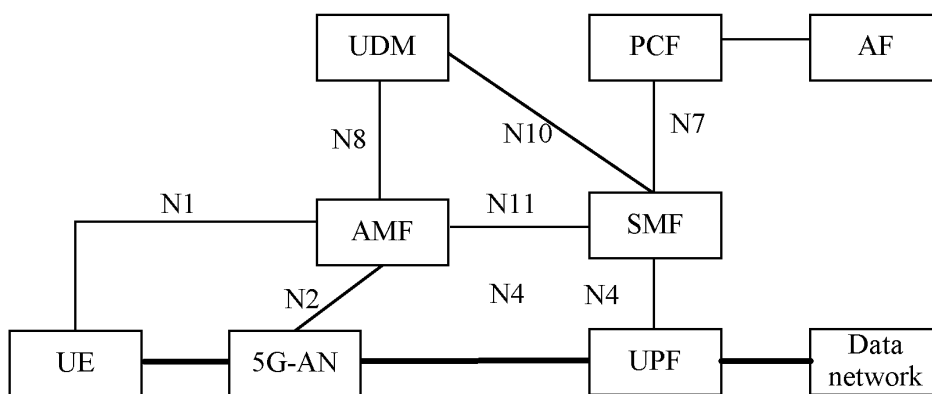 UDM
PCF
AF
N8
N10
N7
N1
N11
AMF
SMF
N2
N4
N4
UE
5G-AN
UPF
Data
network